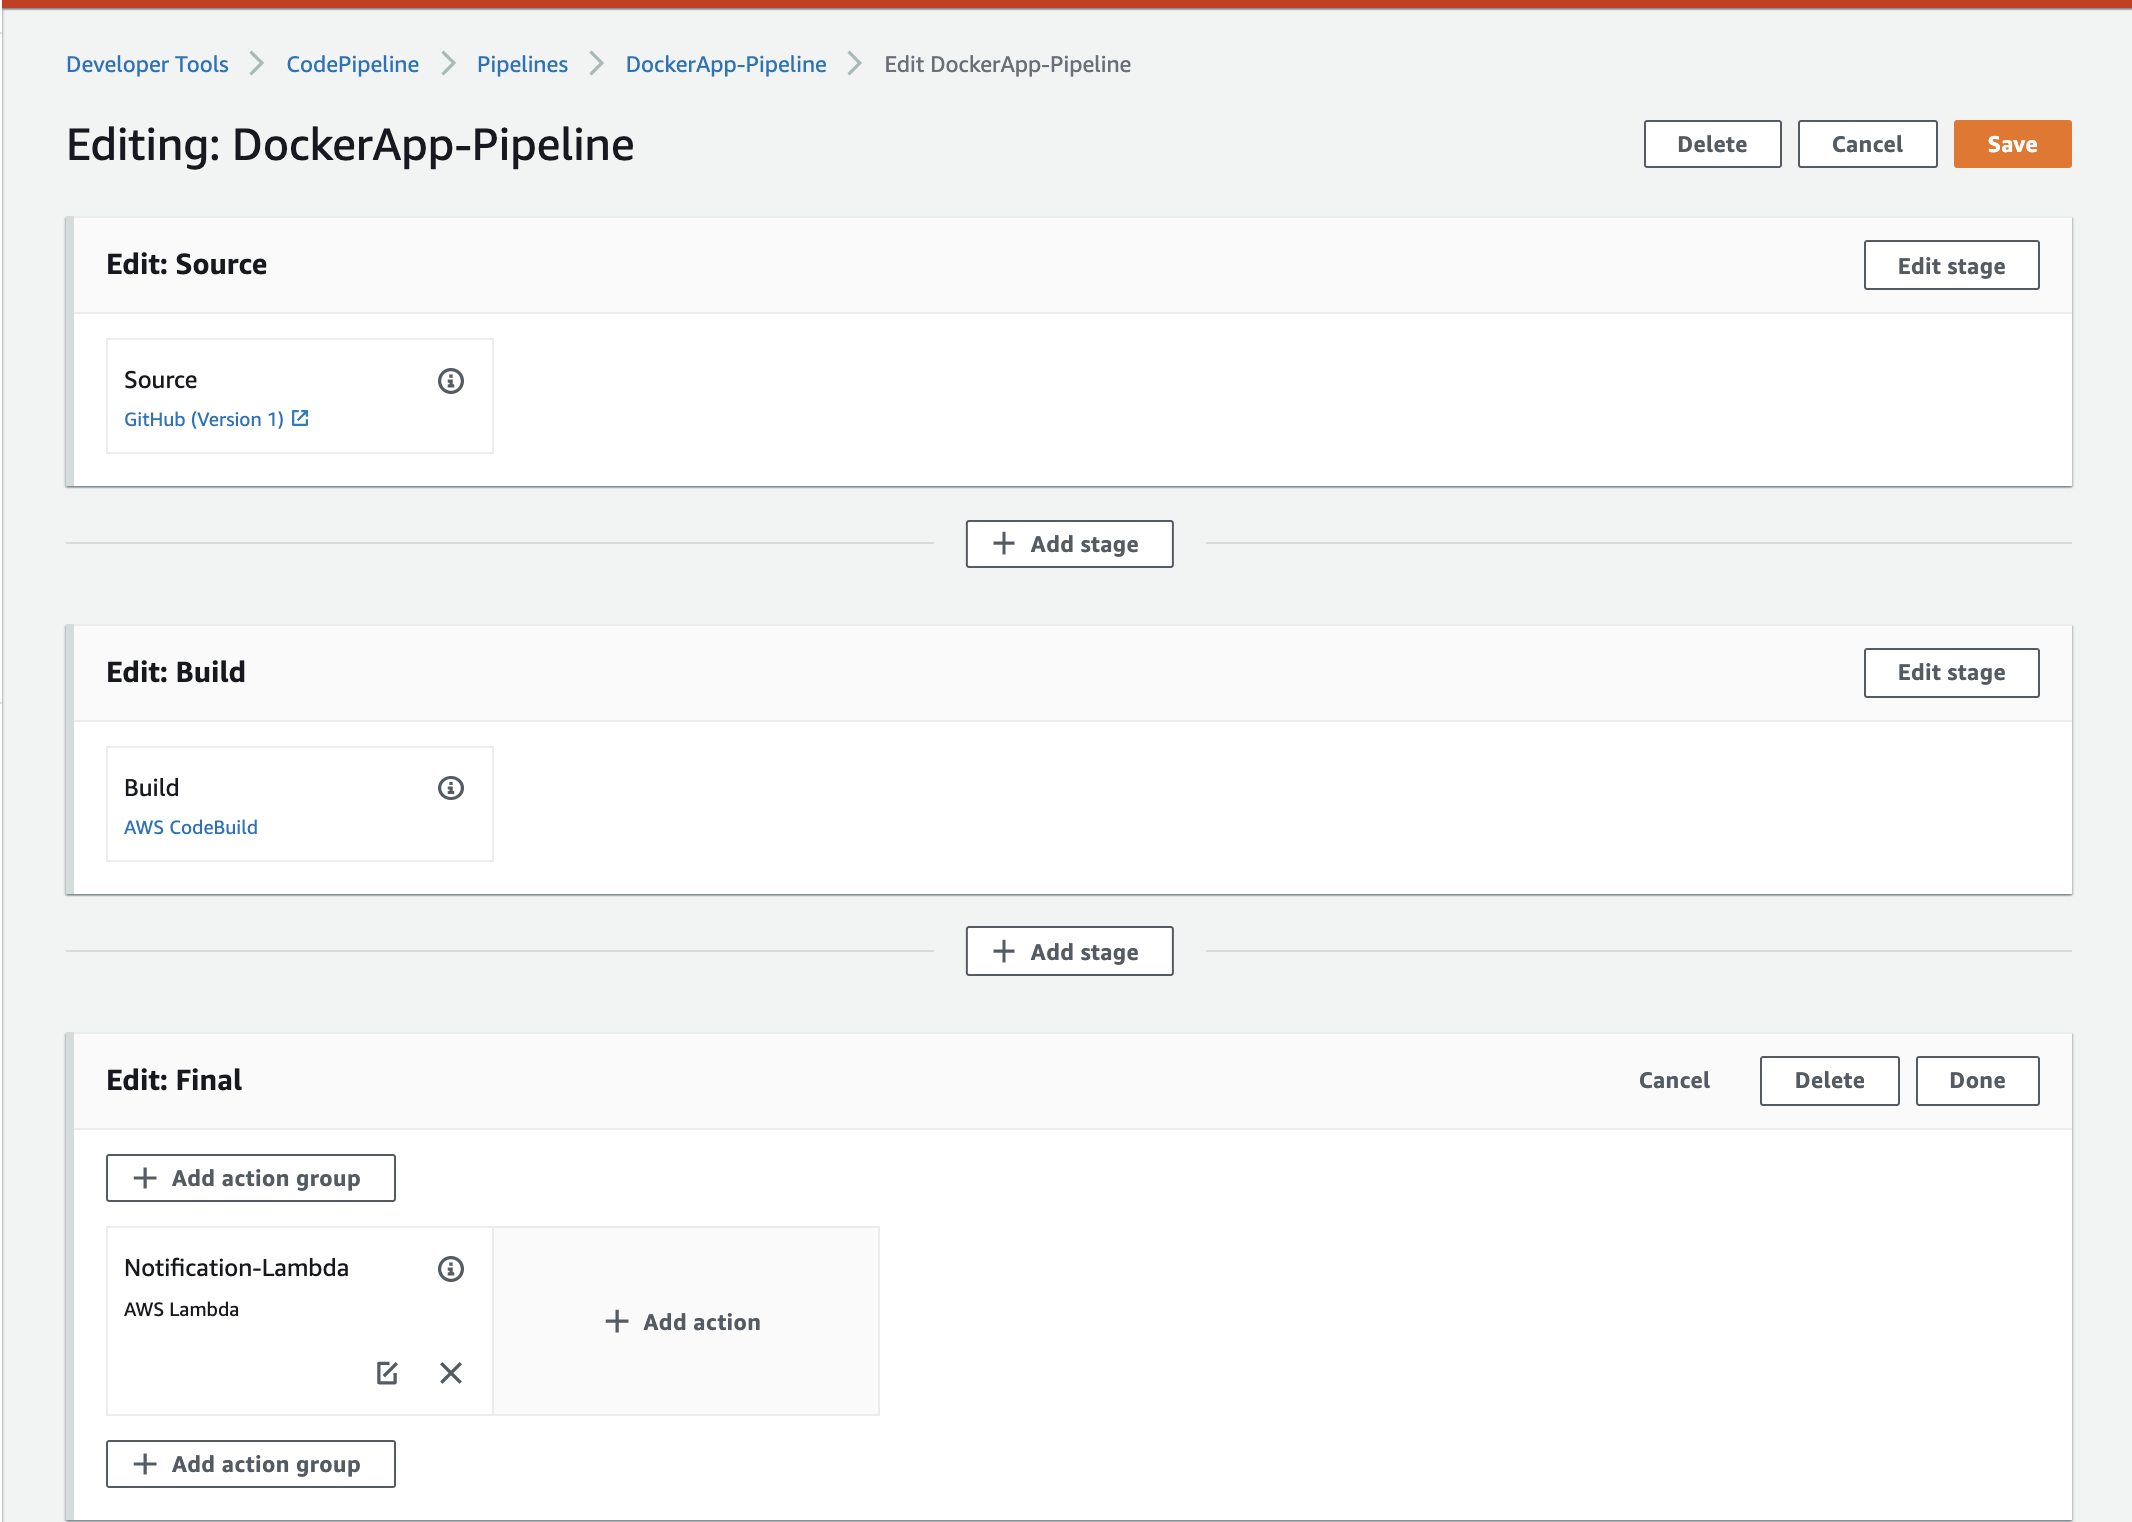 Developer Tools > CodePipeline > Pipelines > DockerApp-Pipeline > Edit DockerApp-Pipeline
Editing: DockerApp-Pipeline
Delete
Cancel
Save
Edit: Source
Edit stage
Source
GitHub (Version 1)
+ Add stage
Edit: Build
Edit stage
Build
AWS CodeBuild
+ Add stage
Edit: Final
Cancel
Delete
Done
+ Add action group
Notification-Lambda
AWS Lambda
+ Add action
+ Add action group